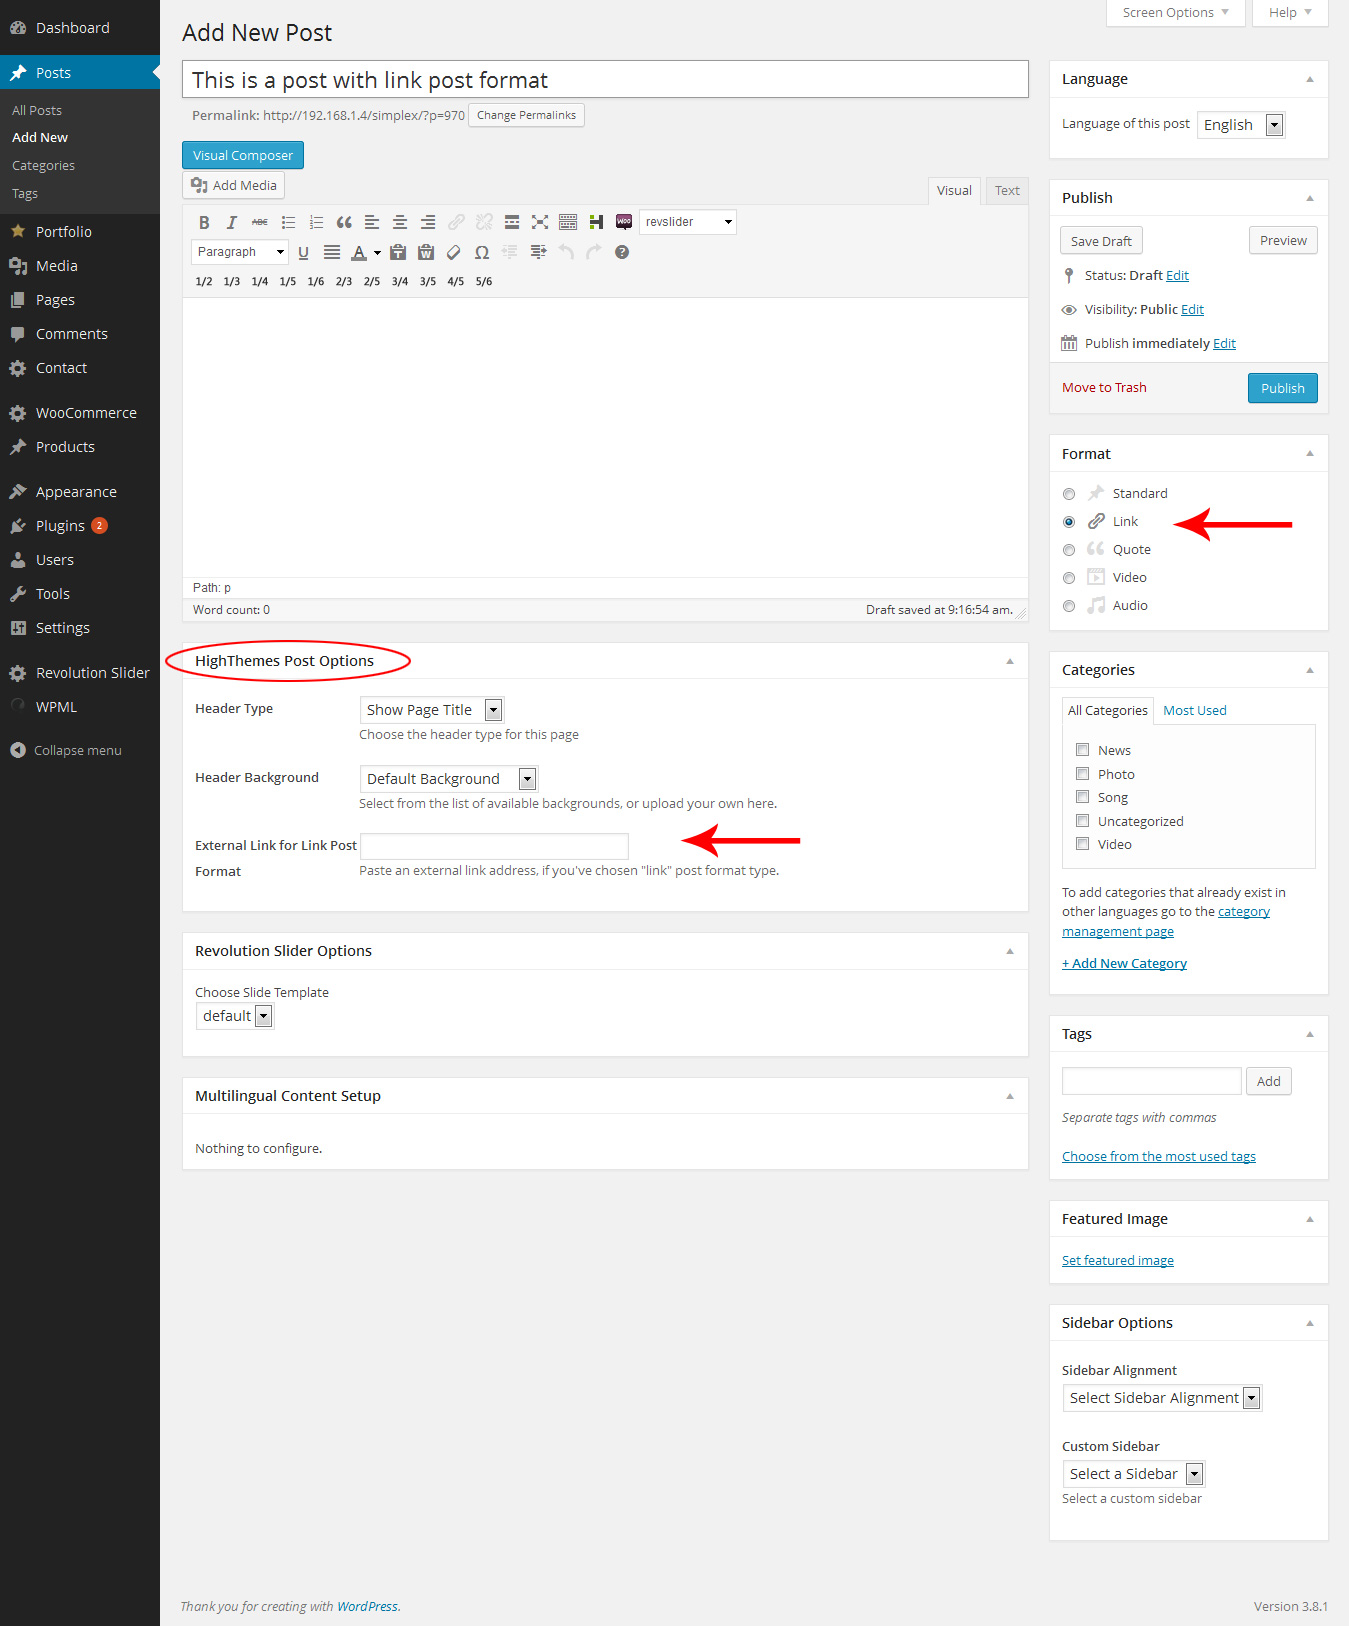 Screen Options
Help
Dashboard
Posts
All Posts
Add New
Categories
Tags
Portfolio
Media
Pages
Comments
Contact
WooCommerce
Products
Appearance
Plugins 2
Users
Tools
Settings
Revolution Slider
WPML
Collapse menu
Add New Post
This is a post with link post format
Permalink: http://192.168.1.4/simplex/?p=970 Change Permalinks
Visual Composer
Add Media
Visual Text
B I ABC revslider
Paragraph U A
1/2 1/3 1/4 1/5 1/6 2/3 2/5 3/4 3/5 4/5 5/6
Path: p
Word count: 0 Draft saved at 9:16:54 am.
HighThemes Post Options
Header Type Show Page Title
Choose the header type for this page
Header Background Default Background
Select from the list of available backgrounds, or upload your own here.
External Link for Link Post
Format Paste an external link address, if you've chosen "link" post format type.
Revolution Slider Options
Choose Slide Template
default
Multilingual Content Setup
Nothing to configure.
Language
Language of this post English
Publish
Save Draft Preview
Status: Draft Edit
Visibility: Public Edit
Publish immediately Edit
Move to Trash Publish
Format
Standard
Link
Quote
Video
Audio
Categories
All Categories Most Used
News
Photo
Song
Uncategorized
Video
To add categories that already exist in
other languages go to the category
management page
+ Add New Category
Tags
Add
Separate tags with commas
Choose from the most used tags
Featured Image
Set featured image
Sidebar Options
Sidebar Alignment
Select Sidebar Alignment
Custom Sidebar
Select a Sidebar
Select a custom sidebar
Thank you for creating with WordPress.
Version 3.8.1